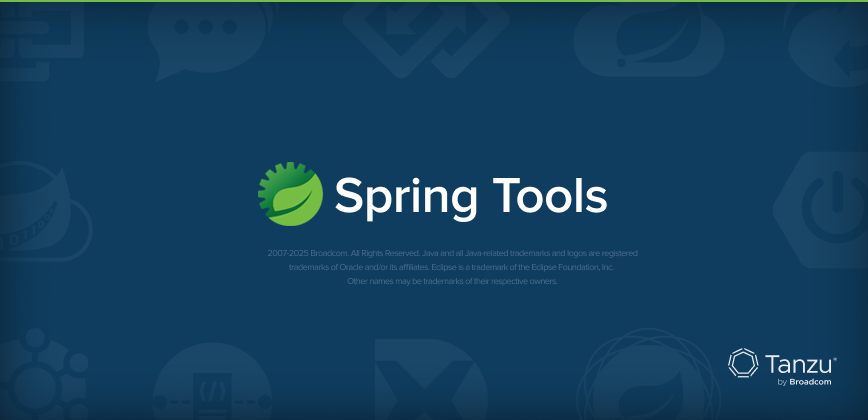 Spring Tools
2007-2025 Broadcom. All Rights Reserved. Java and all Java-related trademarks and logos are registered
trademarks of Oracle and/or its affiliates. Eclipse is a trademark of the Eclipse Foundation, Inc.
Other names may be trademarks of their respective owners.
Tanzu®
by Broadcom